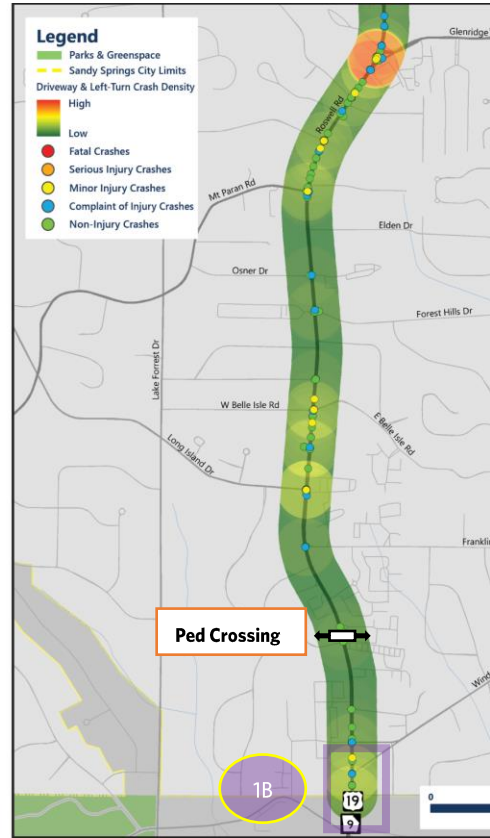 Legend
Parks & Greenspace
Sandy Springs City Limits
Driveway & Left-Turn Crash Density
High
Low
Fatal Crashes
Serious Injury Crashes
Minor Injury Crashes
Complaint of Injury Crashes
Non-Injury Crashes
Glenridge
Roswell Rd
Mt Paran Rd
Elden Dr
Osner Dr
Forest Hills Dr
Lake Forrest Dr
W Belle Isle Rd
E Belle Isle Rd
Long Island Dr
Franklin
Ped Crossing
Wind
1B
19
9
0